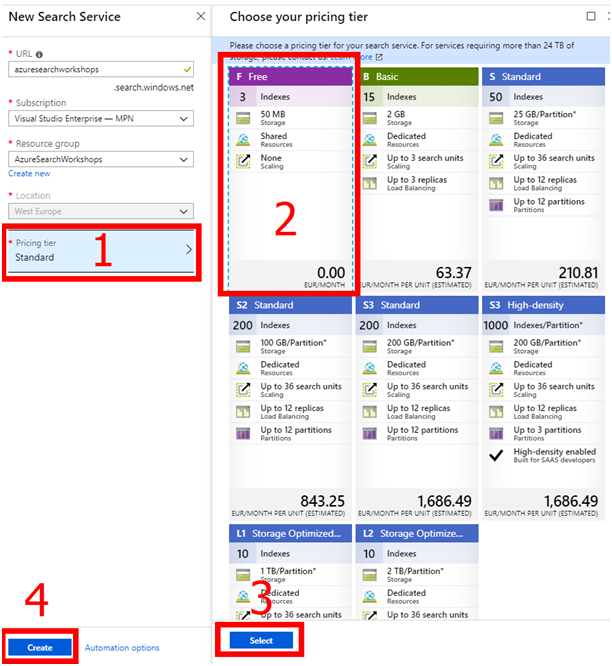 New Search Service
* URL
azuresearchworkshops
.search.windows.net
* Subscription
Visual Studio Enterprise — MPN
* Resource group
AzureSearchWorkshops
Create new
* Location
West Europe
* Pricing tier
Standard
1
4
Create
Automation options
Choose your pricing tier
Please choose a pricing tier for your search service. For services requiring more than 24 TB of
storage, please contact us. Learn more
F Free
3 Indexes
50 MB
Storage
Shared
Resources
None
Scaling
2
0.00
EUR/MONTH
B Basic
15 Indexes
2 GB
Storage
Dedicated
Resources
Up to 3 search units
Scaling
Up to 3 replicas
Load Balancing
63.37
EUR/MONTH PER UNIT (ESTIMATED)
S Standard
50 Indexes
25 GB/Partition*
Storage
Dedicated
Resources
Up to 36 search units
Scaling
Up to 12 replicas
Load Balancing
Up to 12 partitions
Partitions
210.81
EUR/MONTH PER UNIT (ESTIMATED)
S2 Standard
200 Indexes
100 GB/Partition*
Storage
Dedicated
Resources
Up to 36 search units
Scaling
Up to 12 replicas
Load Balancing
Up to 12 partitions
Partitions
843.25
EUR/MONTH PER UNIT (ESTIMATED)
S3 Standard
200 Indexes
200 GB/Partition*
Storage
Dedicated
Resources
Up to 36 search units
Scaling
Up to 12 replicas
Load Balancing
Up to 12 partitions
Partitions
1,686.49
EUR/MONTH PER UNIT (ESTIMATED)
S3 High-density
1000 Indexes/Partition*
200 GB/Partition*
Storage
Dedicated
Resources
Up to 36 search units
Scaling
Up to 12 replicas
Load Balancing
Up to 3 partitions
Partitions
High-density enabled
Built for SAAS developers
1,686.49
EUR/MONTH PER UNIT (ESTIMATED)
L1 Storage Optimized...
10 Indexes
1 TB/Partition*
Storage
Dedicated
Resources
Up to 36 search units
L2 Storage Optimize...
10 Indexes
2 TB/Partition*
Storage
Dedicated
Resources
Up to 36 search units
3
Select